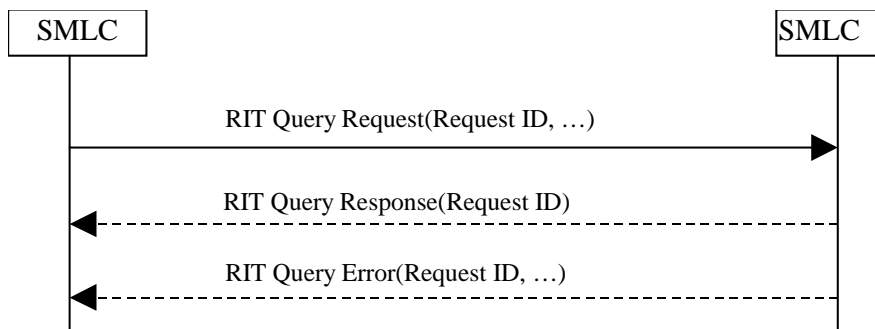 SMLC
SMLC
RIT Query Request(Request ID, …)
RIT Query Response(Request ID)
RIT Query Error(Request ID, …)